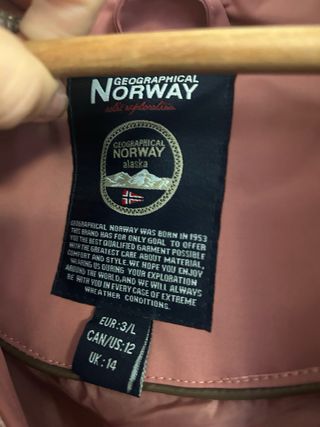 GEOGRAPHICAL
NORWAY
GEOGRAPHICAL
NORWAY
alaska
GEOGRAPHICAL NORWAY WAS BORN IN 1953
THIS BRAND HAS FOR ONLY GOAL TO OFFER
YOU THE BEST QUALIFIED GARMENT POSSIBLE
WITH THE GREATEST CARE ABOUT MATERIAL,
COMFORT AND STYLE. WE HOPE YOU ENJOY
WEARING US DURING YOUR EXPLORATION
AROUND THE WORLD, AND WE WILL ALWAYS
BE WITH YOU IN EVERY CASE OF EXTREME
WHEATER CONDITIONS.
EUR:3/L
CAN/US:12
UK:14